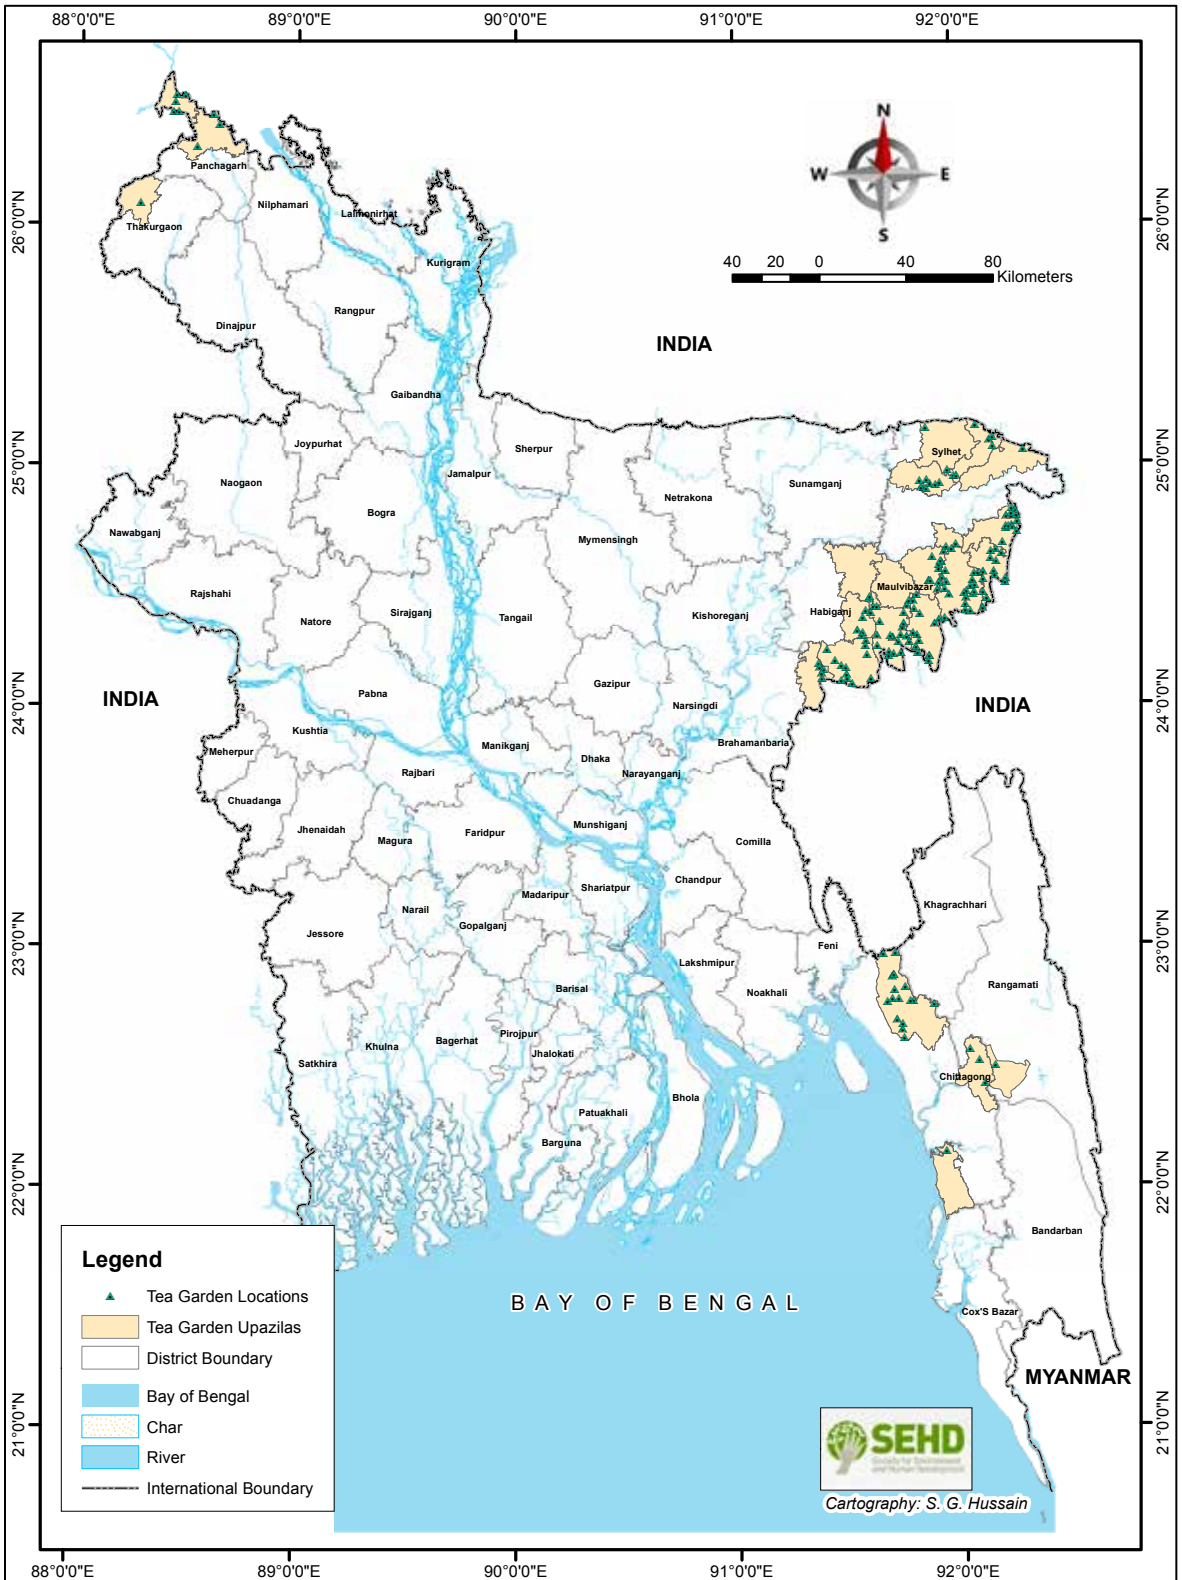 88°0'0"E 89°0'0"E 90°0'0"E 91°0'0"E 92°0'0"E
N
W E
S
40 20 0 40 80
Kilometers
26°0'0"N
26°0'0"N
25°0'0"N
25°0'0"N
24°0'0"N
24°0'0"N
23°0'0"N
23°0'0"N
22°0'0"N
22°0'0"N
21°0'0"N
21°0'0"N
Panchagarh
Thakurgaon
Nilphamari
Lalmonirhat
Kurigram
Dinajpur
Rangpur
INDIA
Gaibandha
Joypurhat
Sherpur
Jamalpur
Naogaon
Netrakona
Sunamganj
Sylhet
Bogra
Nawabganj
Mymensingh
Rajshahi
Natore
Sirajganj
Tangail
Kishoreganj
Habiganj
Maulvibazar
INDIA
Pabna
Gazipur
Narsingdi
INDIA
Kushtia
Meherpur
Manikganj
Dhaka
Brahamanbaria
Rajbari
Narayanganj
Chuadanga
Jhenaidah
Magura
Faridpur
Munshiganj
Comilla
Chandpur
Shariatpur
Madaripur
Narail
Gopalganj
Jessore
Khagrachhari
Feni
Lakshmipur
Rangamati
Noakhali
Barisal
Pirojpur
Bagerhat
Khulna
Jhalokati
Satkhira
Chittagong
Bhola
Patuakhali
Barguna
Bandarban
BAY OF BENGAL
Cox'S Bazar
MYANMAR
Legend
Tea Garden Locations
Tea Garden Upazilas
District Boundary
Bay of Bengal
Char
River
International Boundary
SEHD
Society for Environment
and Human Development
Cartography: S. G. Hussain
88°0'0"E 89°0'0"E 90°0'0"E 91°0'0"E 92°0'0"E